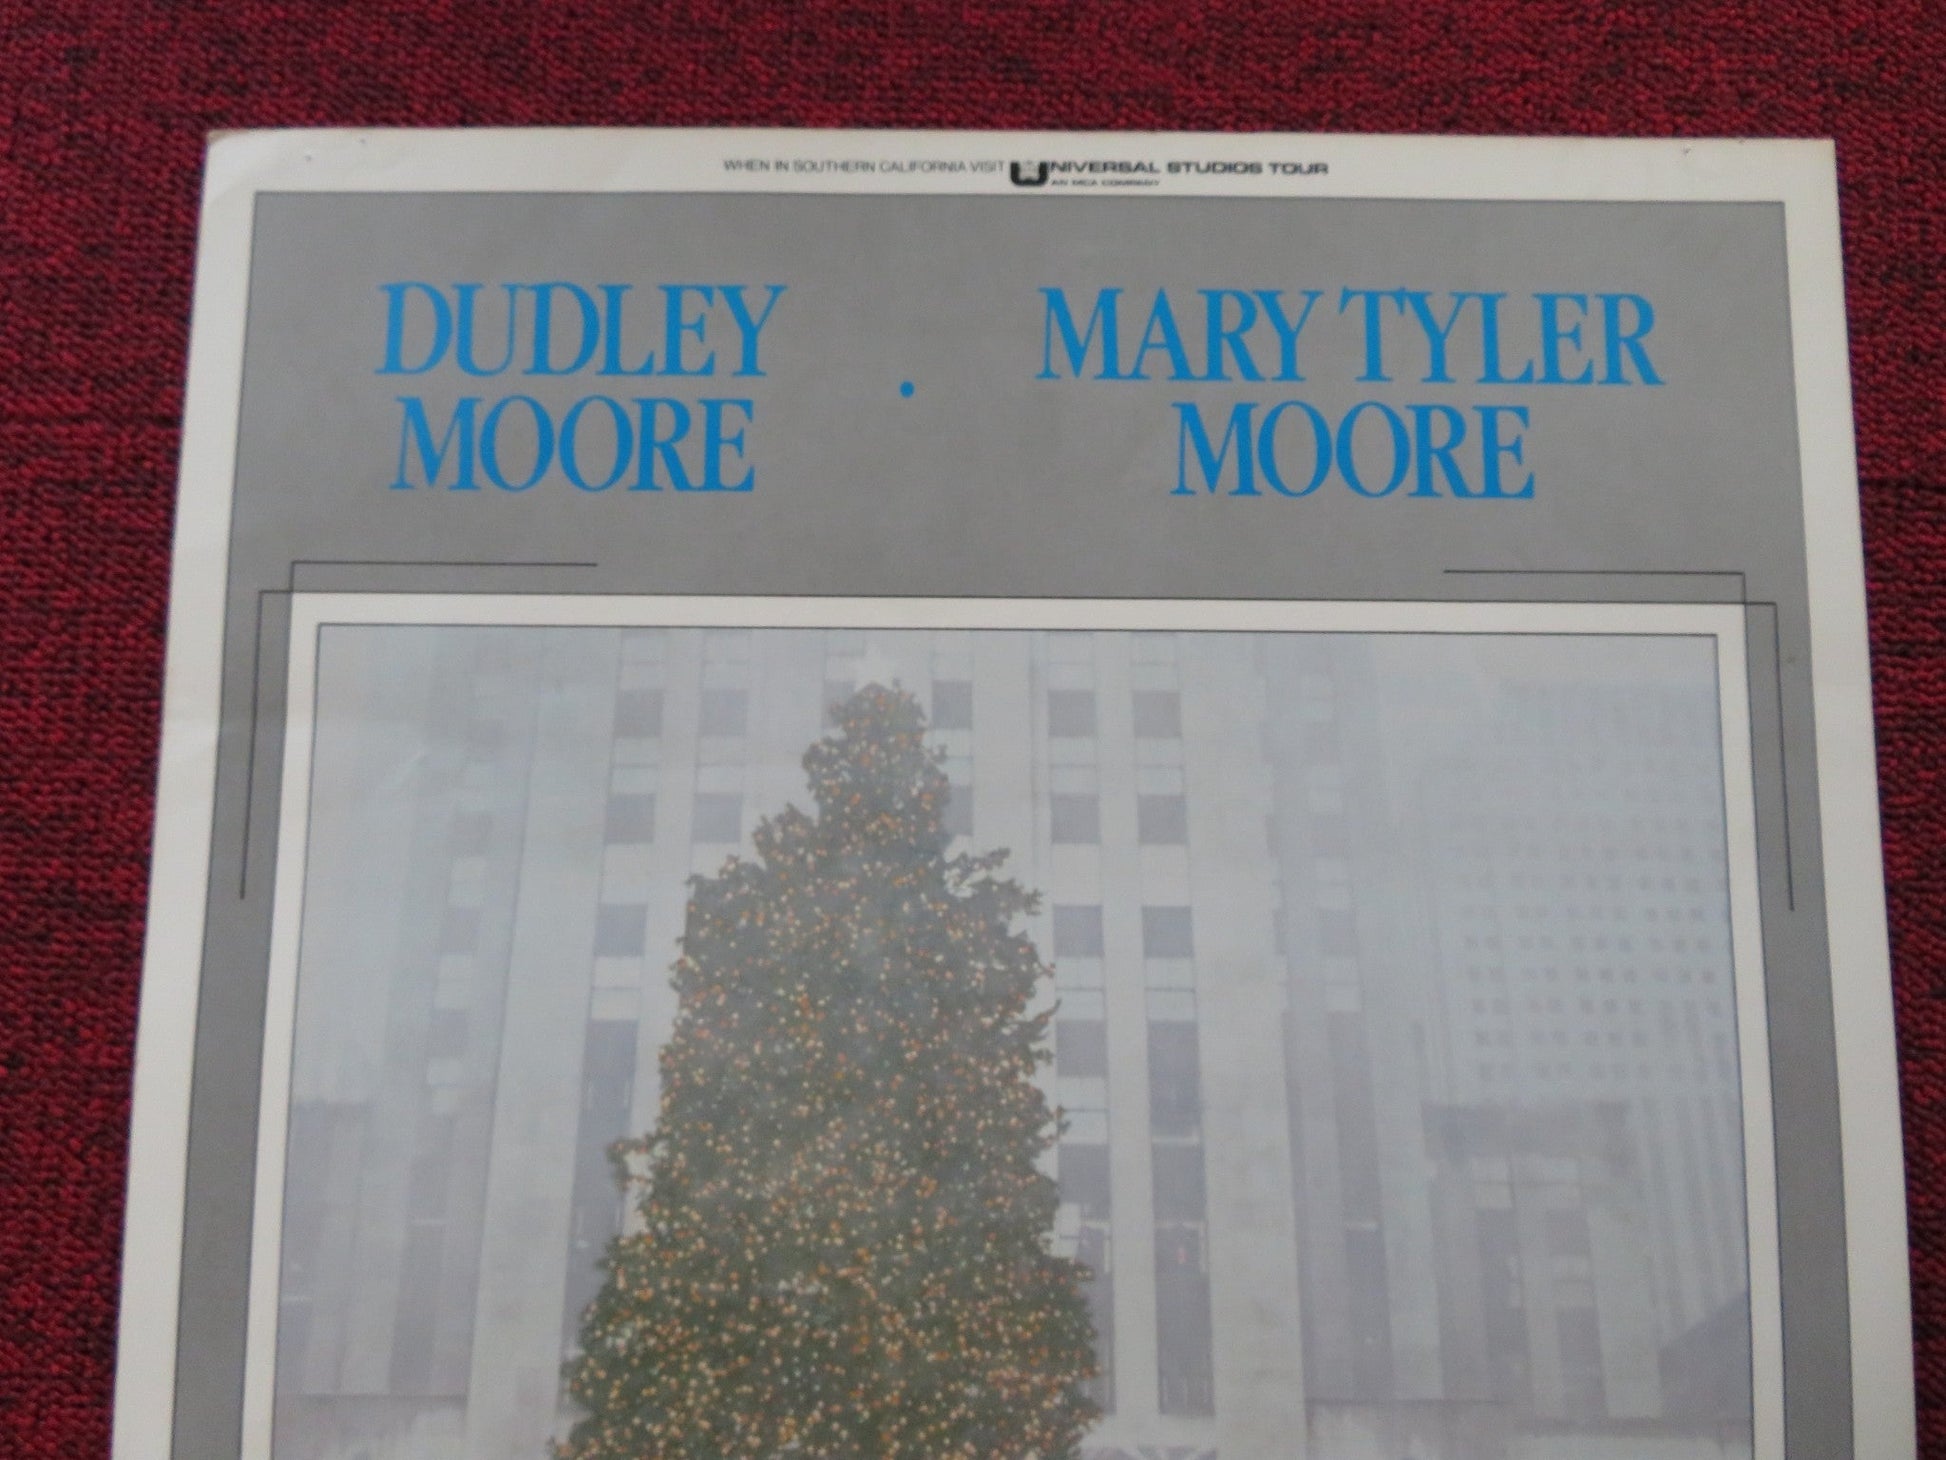 WHEN IN SOUTHERN CALIFORNIA VISIT UNIVERSAL STUDIOS TOUR
AN MCA COMPANY
DUDLEY MOORE
•
MARY TYLER MOORE